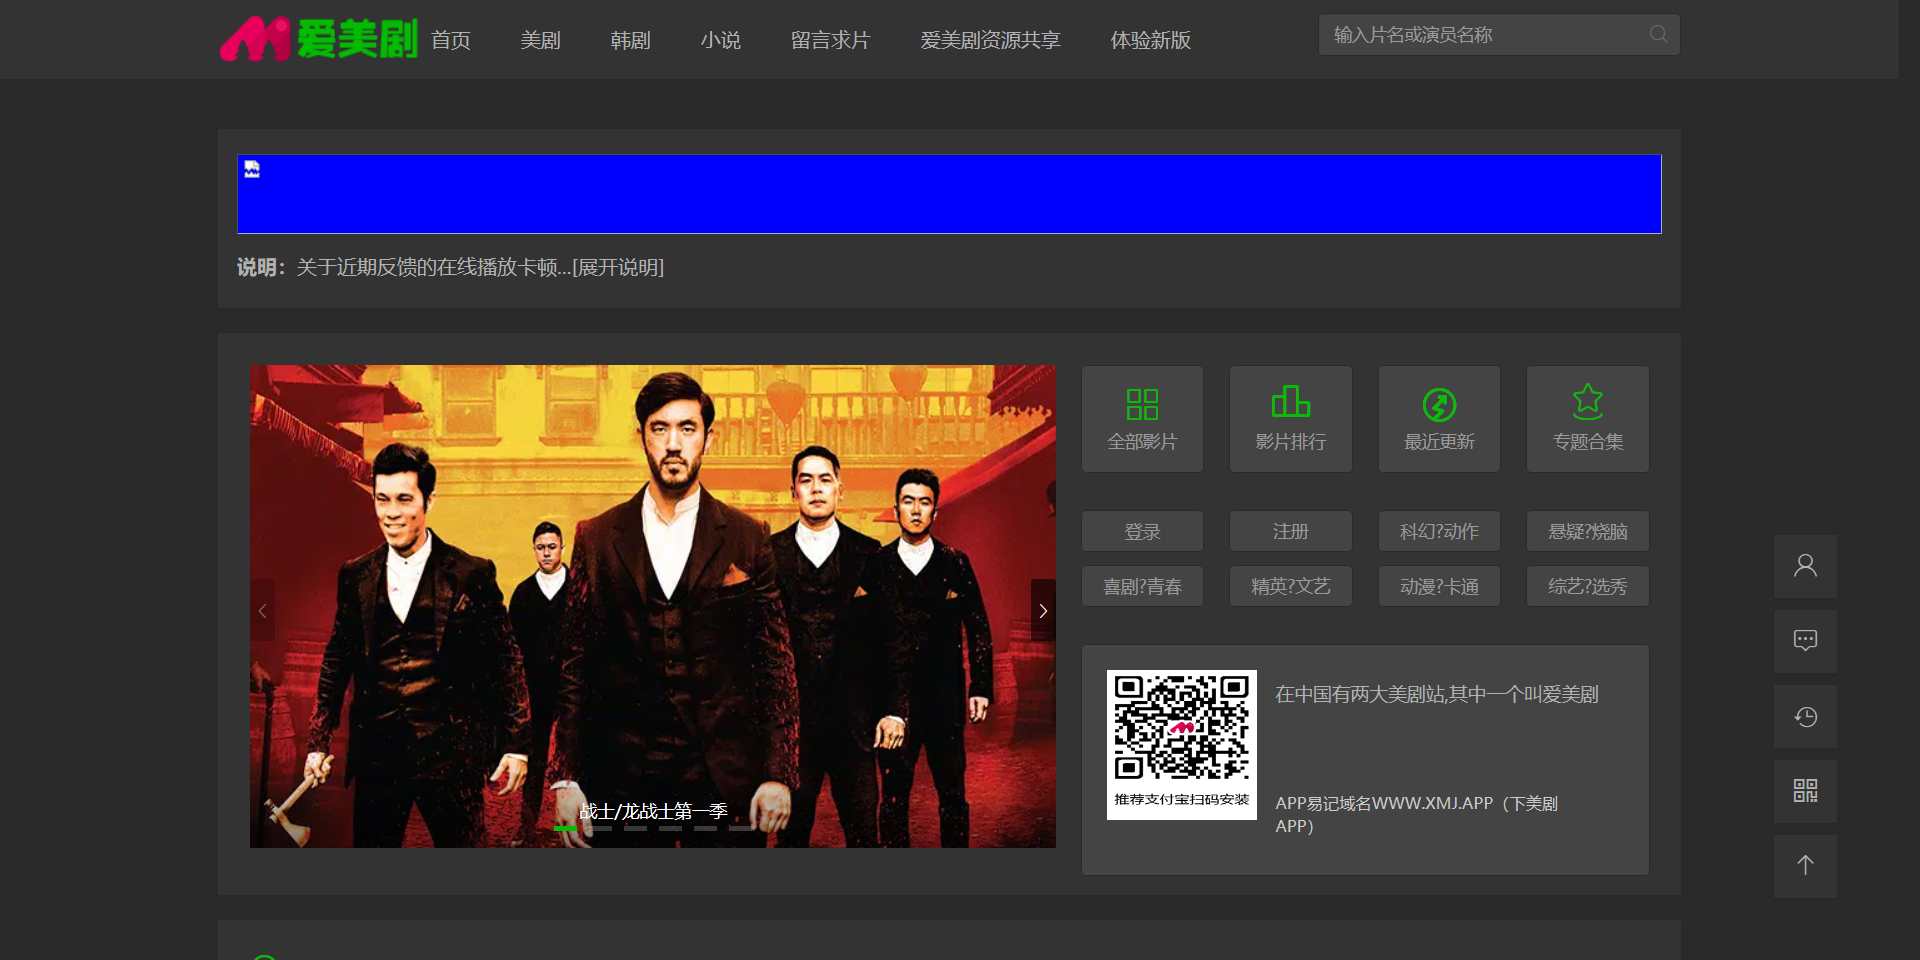 爱美剧
首页 美剧 韩剧 小说 留言求片 爱美剧资源共享 体验新版
输入片名或演员名称
说明：关于近期反馈的在线播放卡顿...[展开说明]
战士/龙战士第一季
全部影片 影片排行 最近更新 专题合集
登录 注册 科幻?动作 悬疑?烧脑
喜剧?青春 精英?文艺 动漫?卡通 综艺?选秀
推荐支付宝扫码安装
在中国有两大美剧站,其中一个叫爱美剧
APP易记域名WWW.XMJ.APP（下美剧
APP）